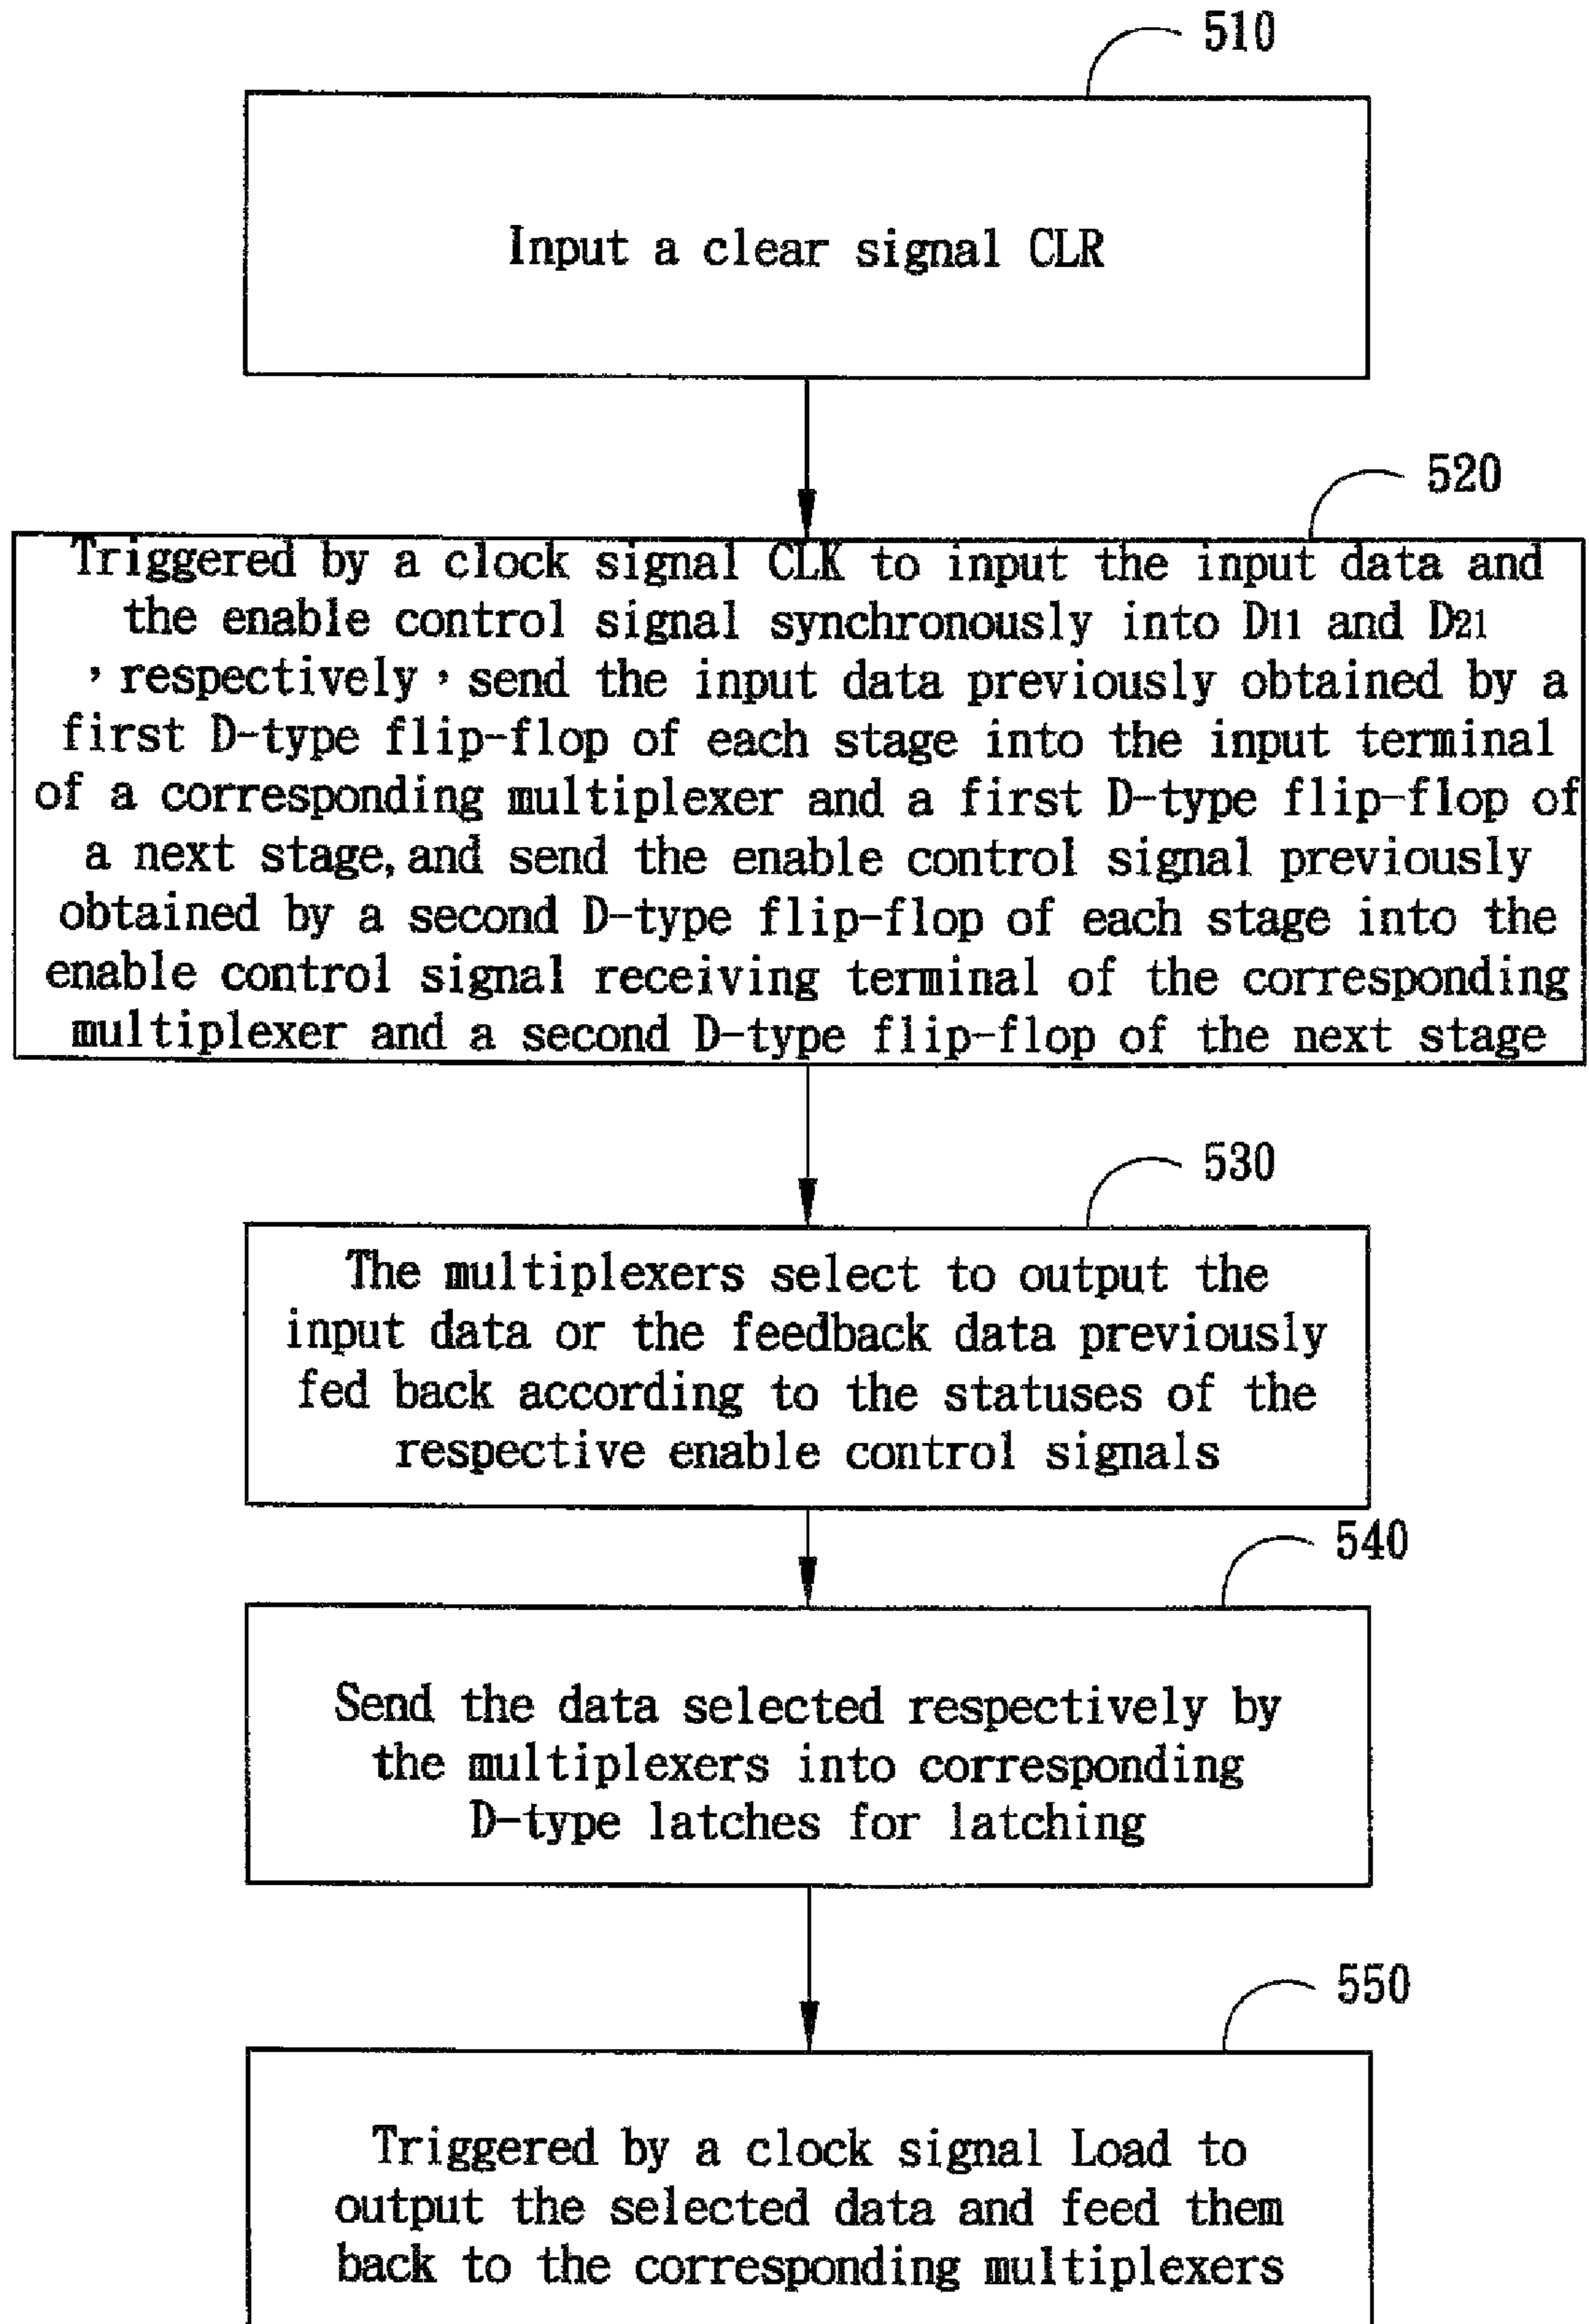 510
Input a clear signal CLR
520
Triggered by a clock signal CLK to input the input data and
the enable control signal synchronously into D11 and D21
, respectively, send the input data previously obtained by a
first D-type flip-flop of each stage into the input terminal
of a corresponding multiplexer and a first D-type flip-flop of
a next stage, and send the enable control signal previously
obtained by a second D-type flip-flop of each stage into the
enable control signal receiving terminal of the corresponding
multiplexer and a second D-type flip-flop of the next stage
530
The multiplexers select to output the
input data or the feedback data previously
fed back according to the statuses of the
respective enable control signals
540
Send the data selected respectively by
the multiplexers into corresponding
D-type latches for latching
550
Triggered by a clock signal Load to
output the selected data and feed them
back to the corresponding multiplexers